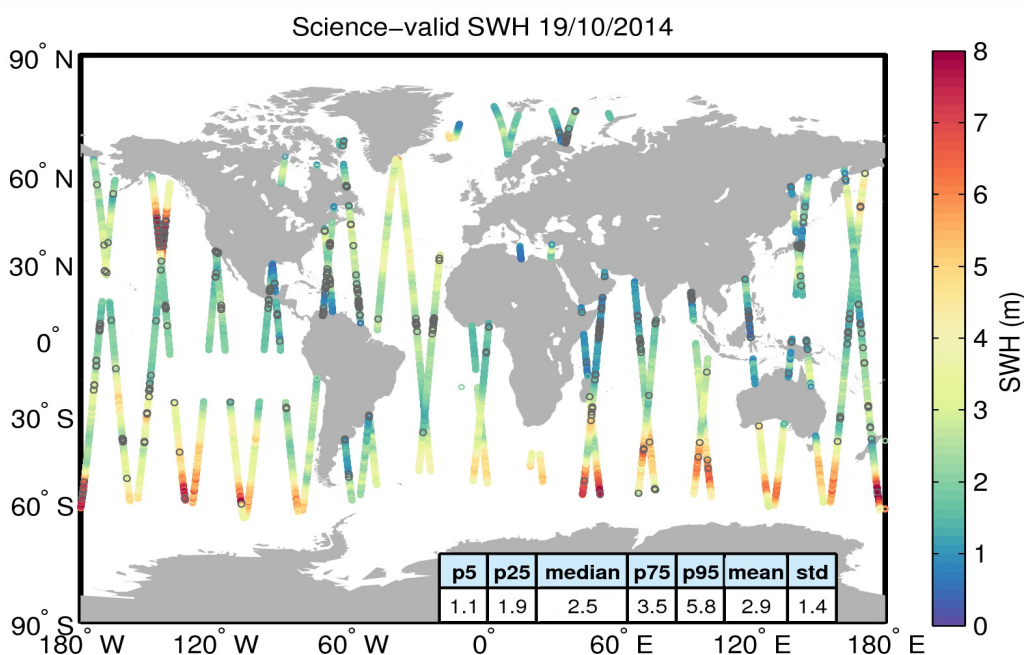 Science−valid SWH 19/10/2014
90° N
60° N
30° N
0°
30° S
60° S
90° S
180° W
120° W
60° W
0°
60° E
120° E
180° E
p5 p25 median p75 p95 mean std
1.1 1.9 2.5 3.5 5.8 2.9 1.4
8
7
6
5
4
3
2
1
0
SWH (m)